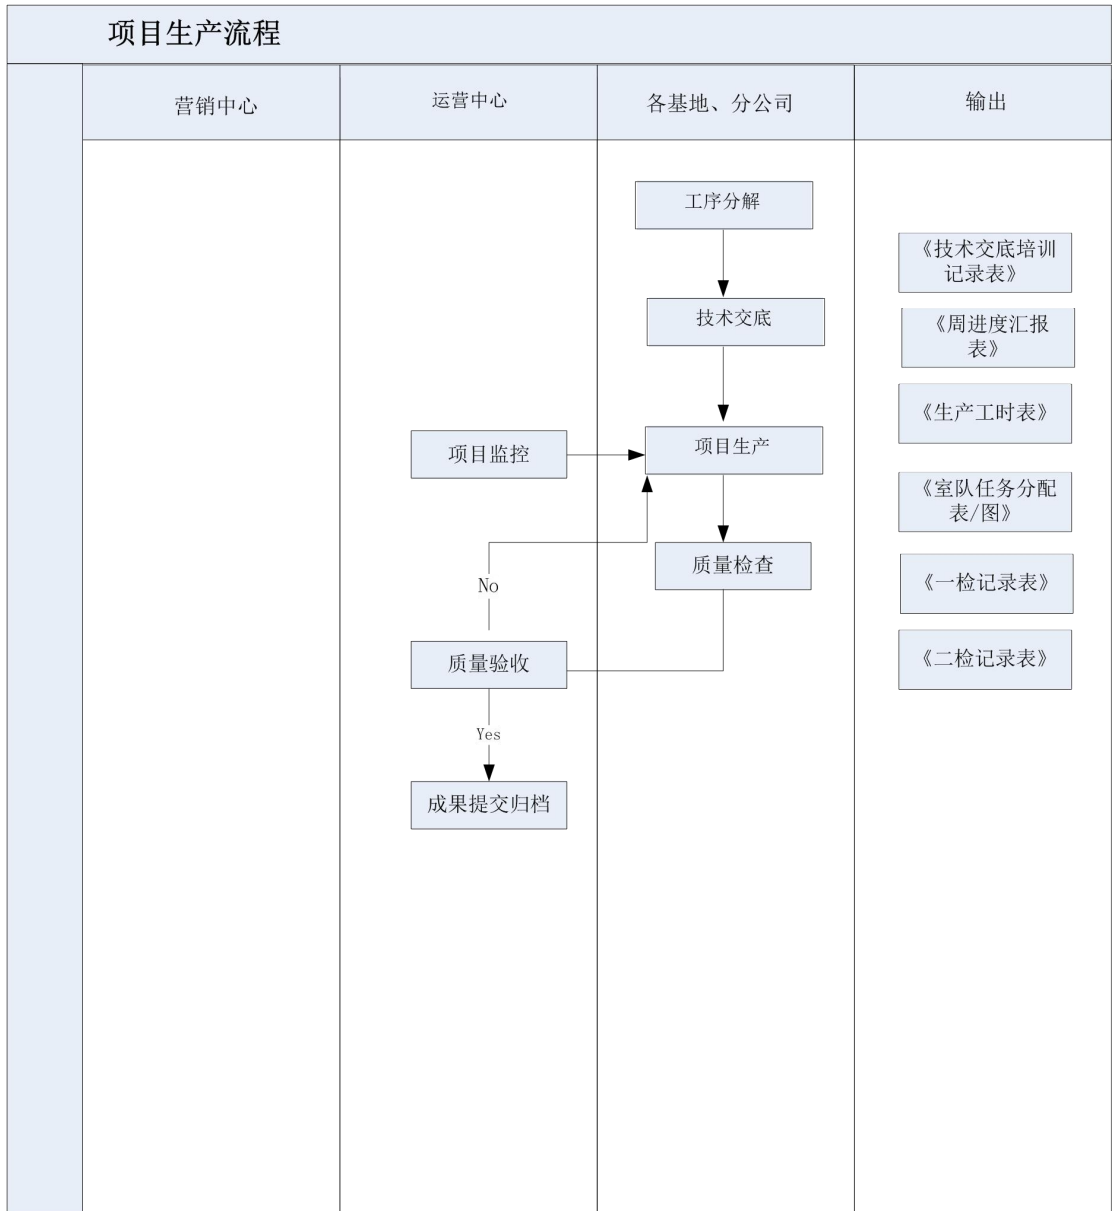 项目生产流程
营销中心
运营中心
各基地、分公司
输出
工序分解
《技术交底培训
记录表》
技术交底
《周进度汇报
表》
《生产工时表》
项目监控
项目生产
《室队任务分配
表/图》
质量检查
《一检记录表》
No
质量验收
《二检记录表》
Yes
成果提交归档